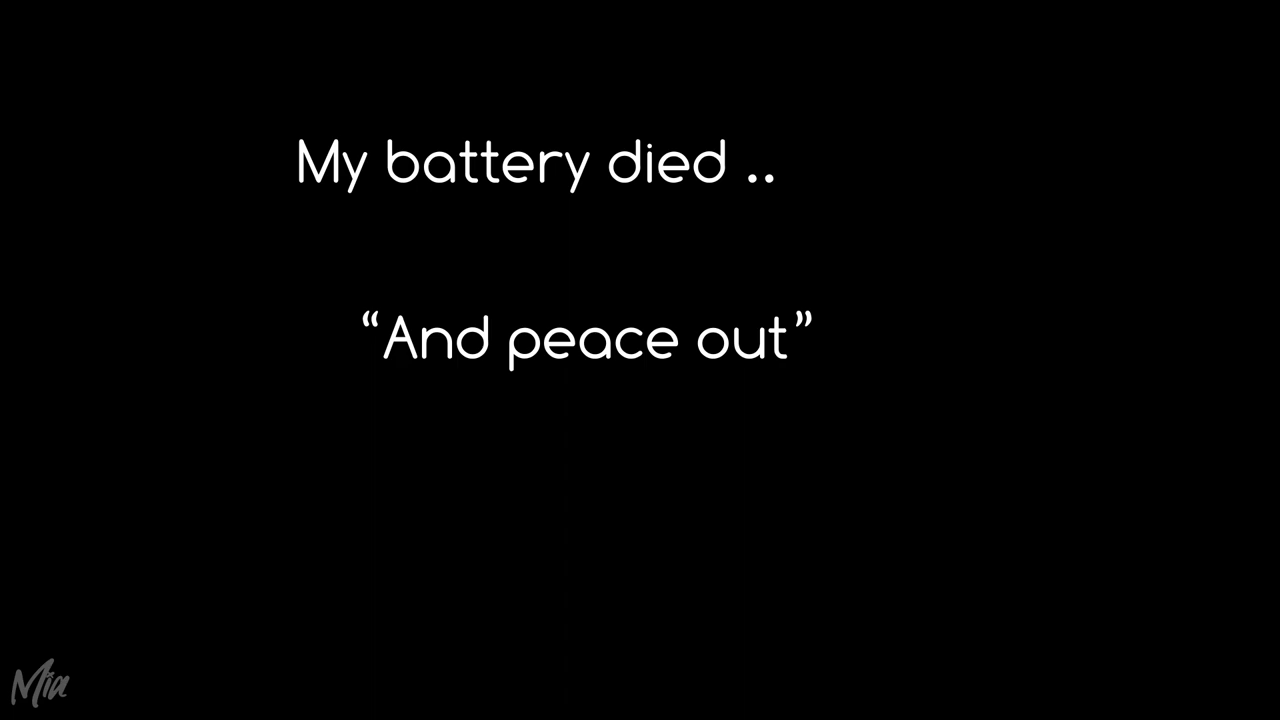 My battery died ..
“And peace out”
Mia